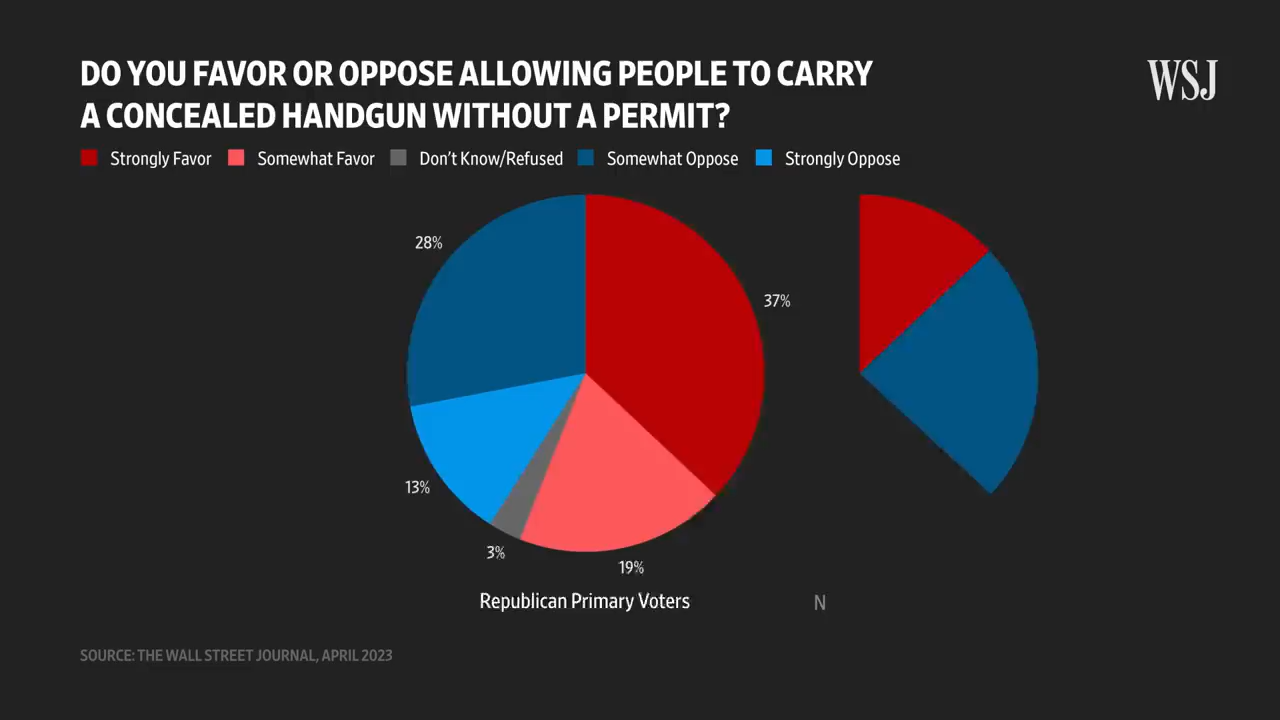 DO YOU FAVOR OR OPPOSE ALLOWING PEOPLE TO CARRY
A CONCEALED HANDGUN WITHOUT A PERMIT?
WSJ
Strongly Favor Somewhat Favor Don't Know/Refused Somewhat Oppose Strongly Oppose
28%
37%
13%
3%
19%
Republican Primary Voters
N
SOURCE: THE WALL STREET JOURNAL, APRIL 2023